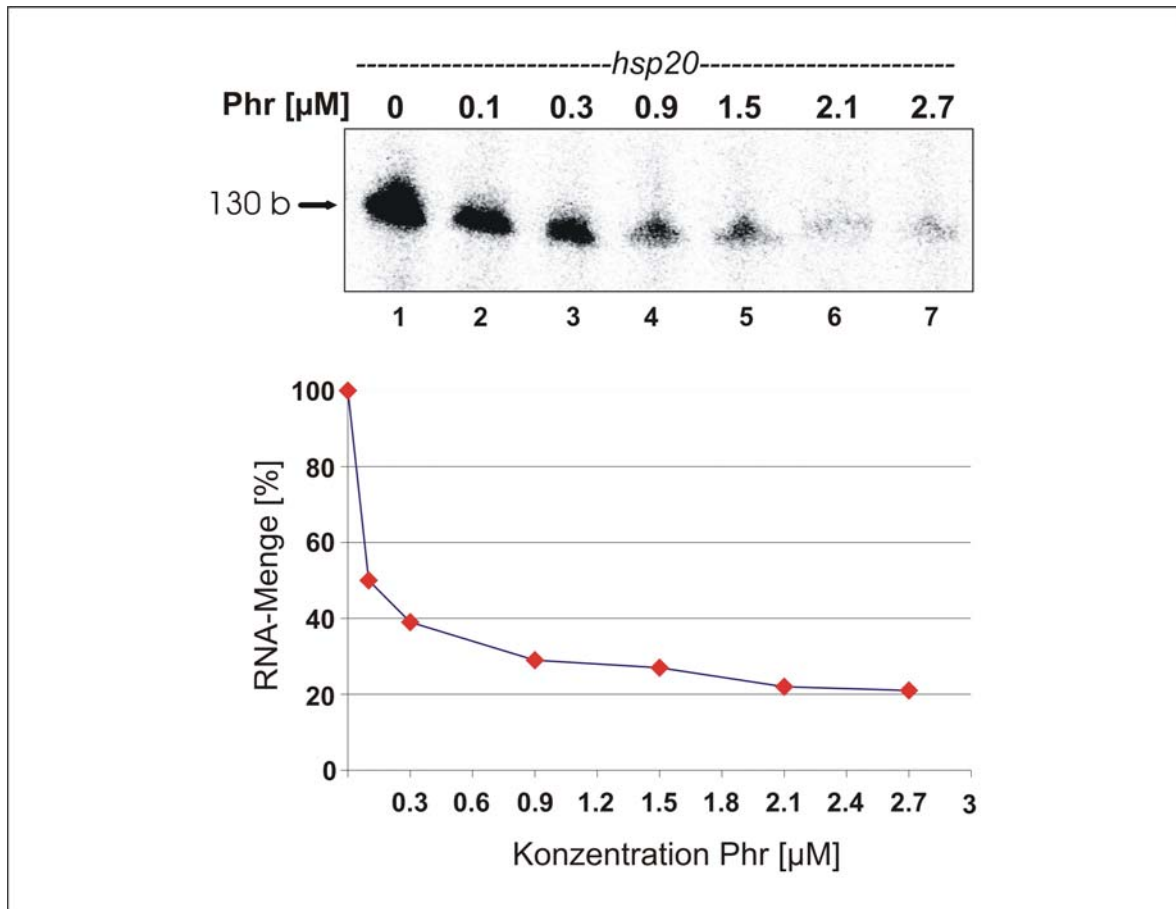 ------------------------hsp20------------------------
Phr [µM] 0 0.1 0.3 0.9 1.5 2.1 2.7
130 b
1 2 3 4 5 6 7
RNA-Menge [%]
100
80
60
40
20
0
0.3 0.6 0.9 1.2 1.5 1.8 2.1 2.4 2.7 3
Konzentration Phr [µM]